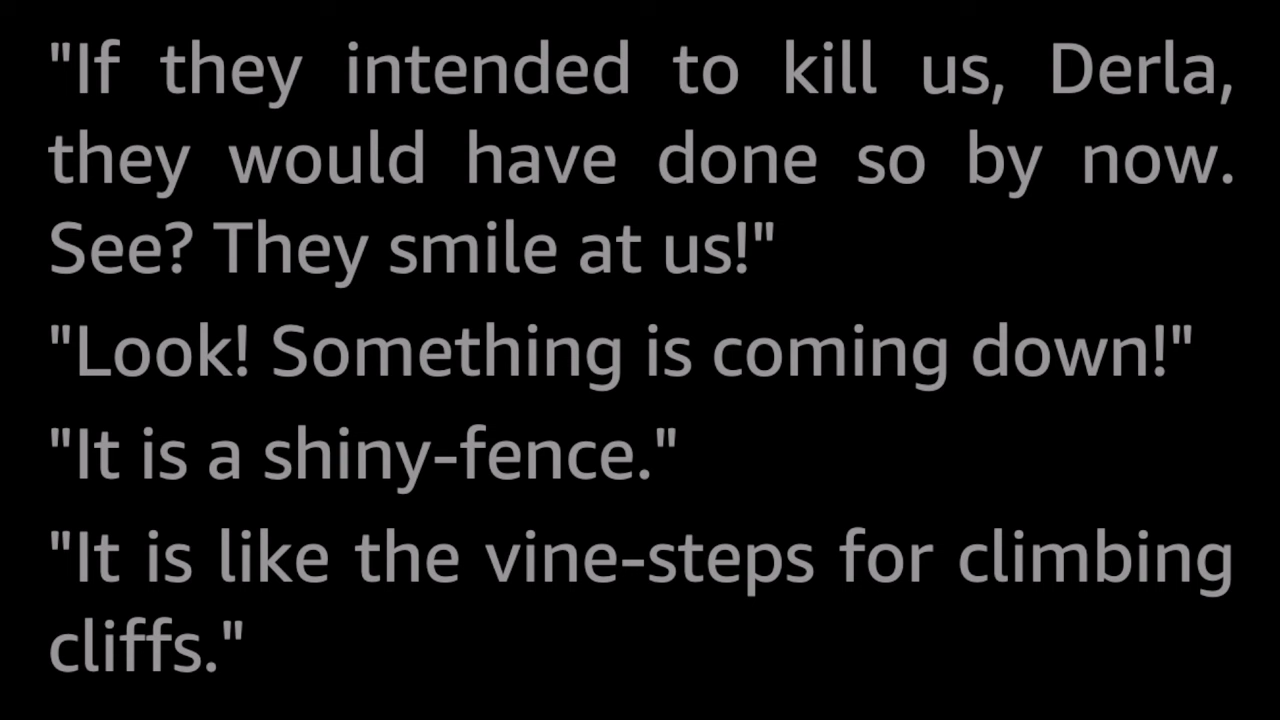 "If they intended to kill us, Derla,
they would have done so by now.
See? They smile at us!"
"Look! Something is coming down!"
"It is a shiny-fence."
"It is like the vine-steps for climbing
cliffs."